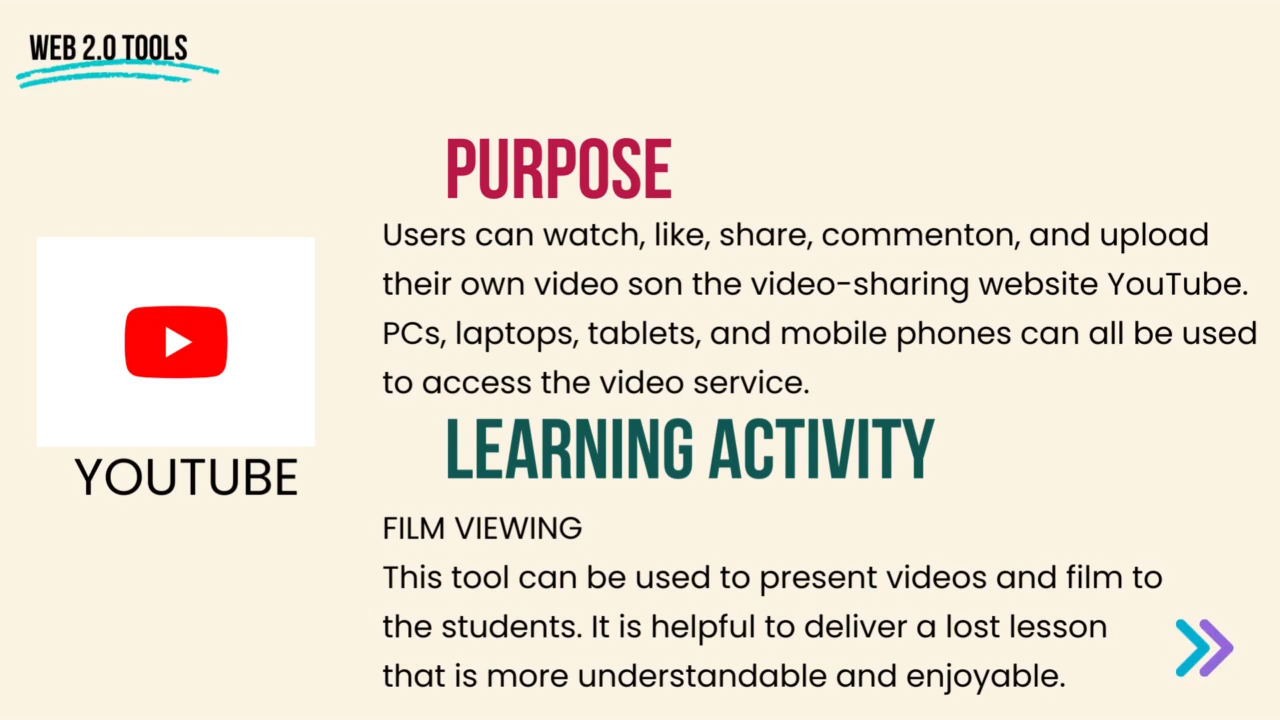 WEB 2.0 TOOLS
PURPOSE
Users can watch, like, share, commenton, and upload
their own video son the video-sharing website YouTube.
PCs, laptops, tablets, and mobile phones can all be used
to access the video service.
YOUTUBE
LEARNING ACTIVITY
FILM VIEWING
This tool can be used to present videos and film to
the students. It is helpful to deliver a lost lesson
that is more understandable and enjoyable.